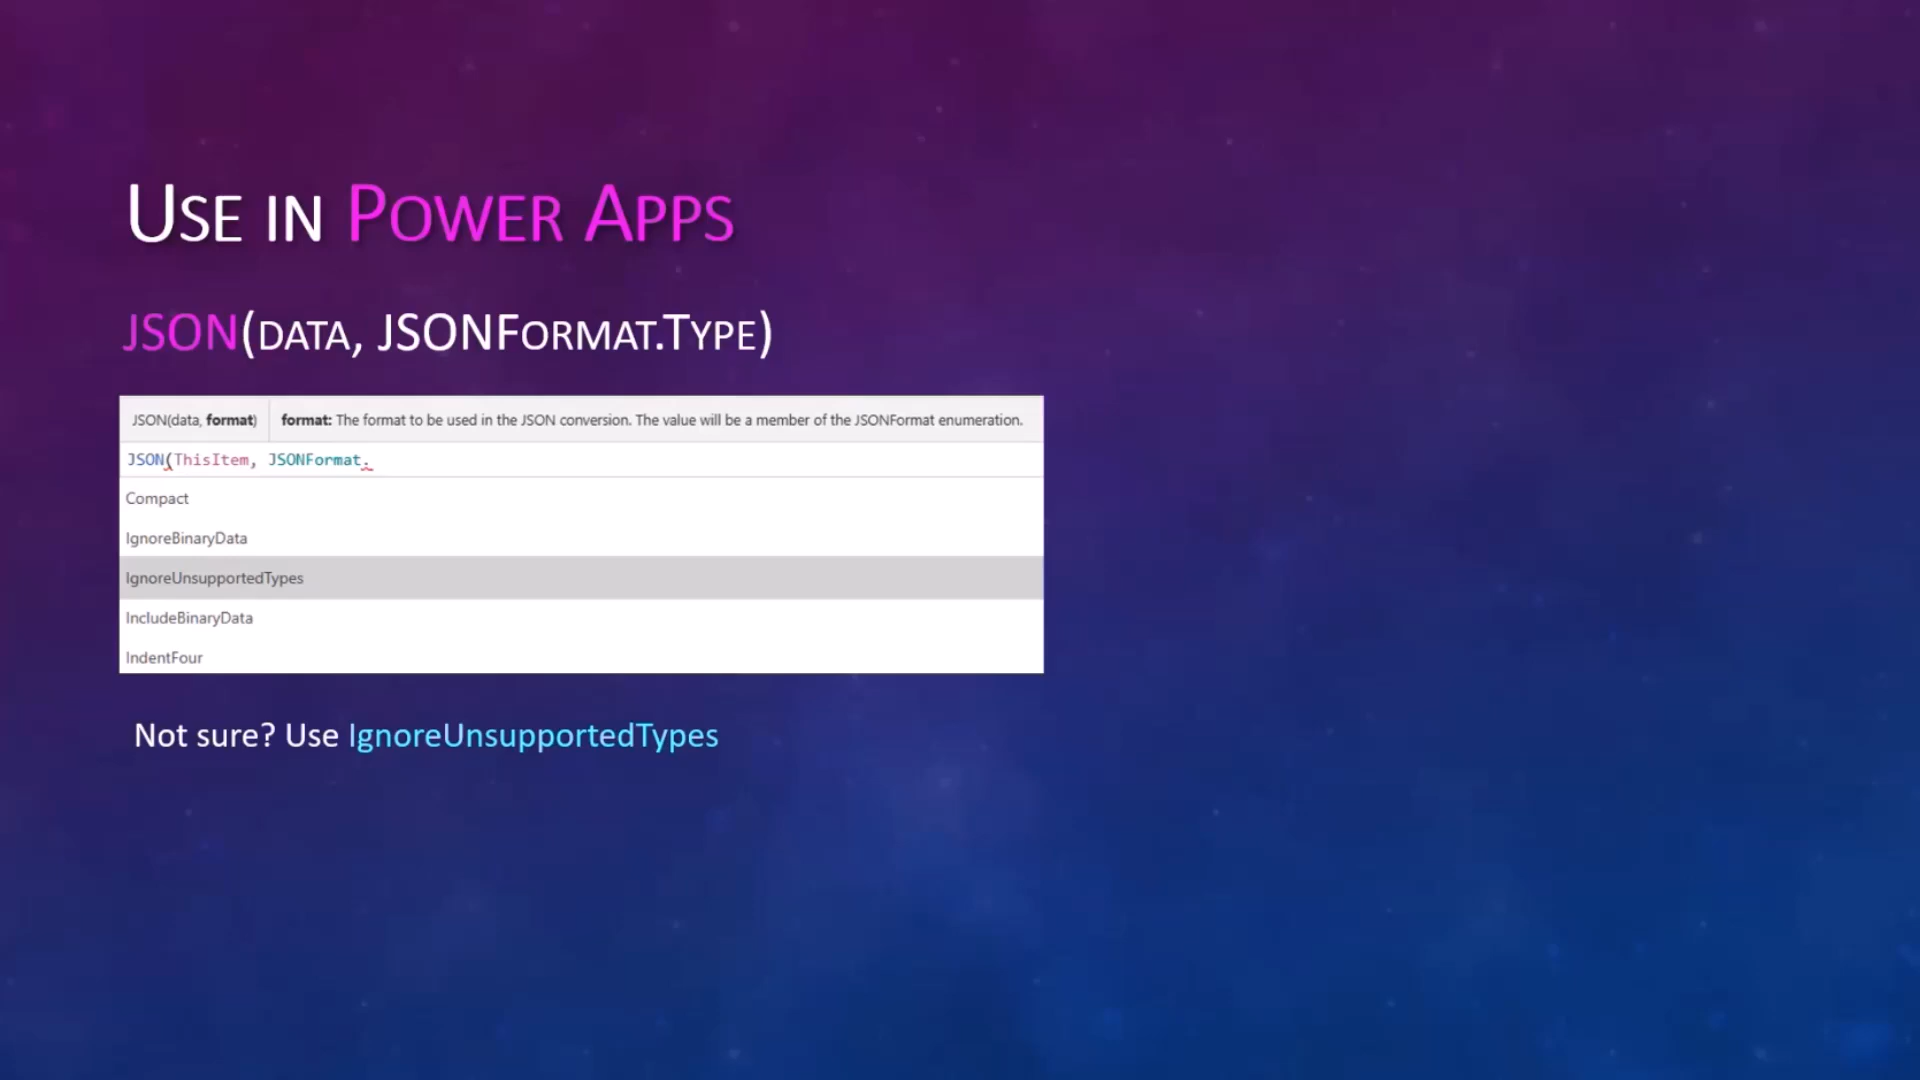 Use in Power Apps
JSON(data, JSONFormat.Type)
JSON(data, format) format: The format to be used in the JSON conversion. The value will be a member of the JSONFormat enumeration.
JSON(ThisItem, JSONFormat.
Compact
IgnoreBinaryData
IgnoreUnsupportedTypes
IncludeBinaryData
IndentFour
Not sure? Use IgnoreUnsupportedTypes